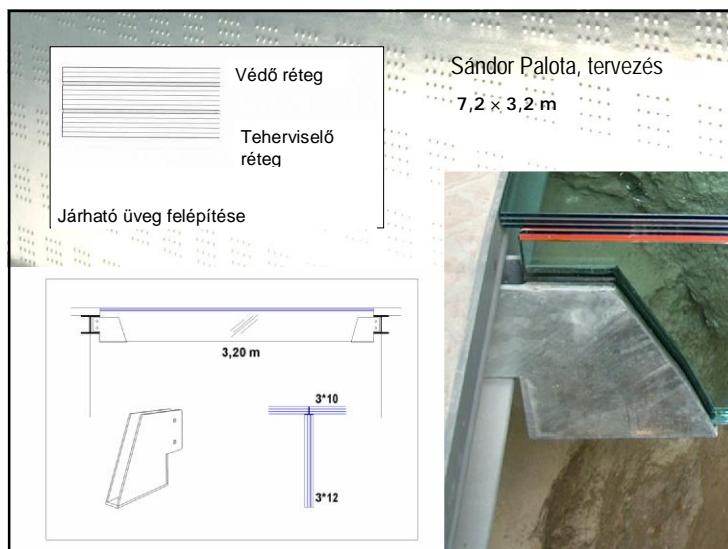 Védő réteg
Teherviselő
réteg
Járható üveg felépítése
Sándor Palota, tervezés
7,2 × 3,2 m
3,20 m
3*10
3*12